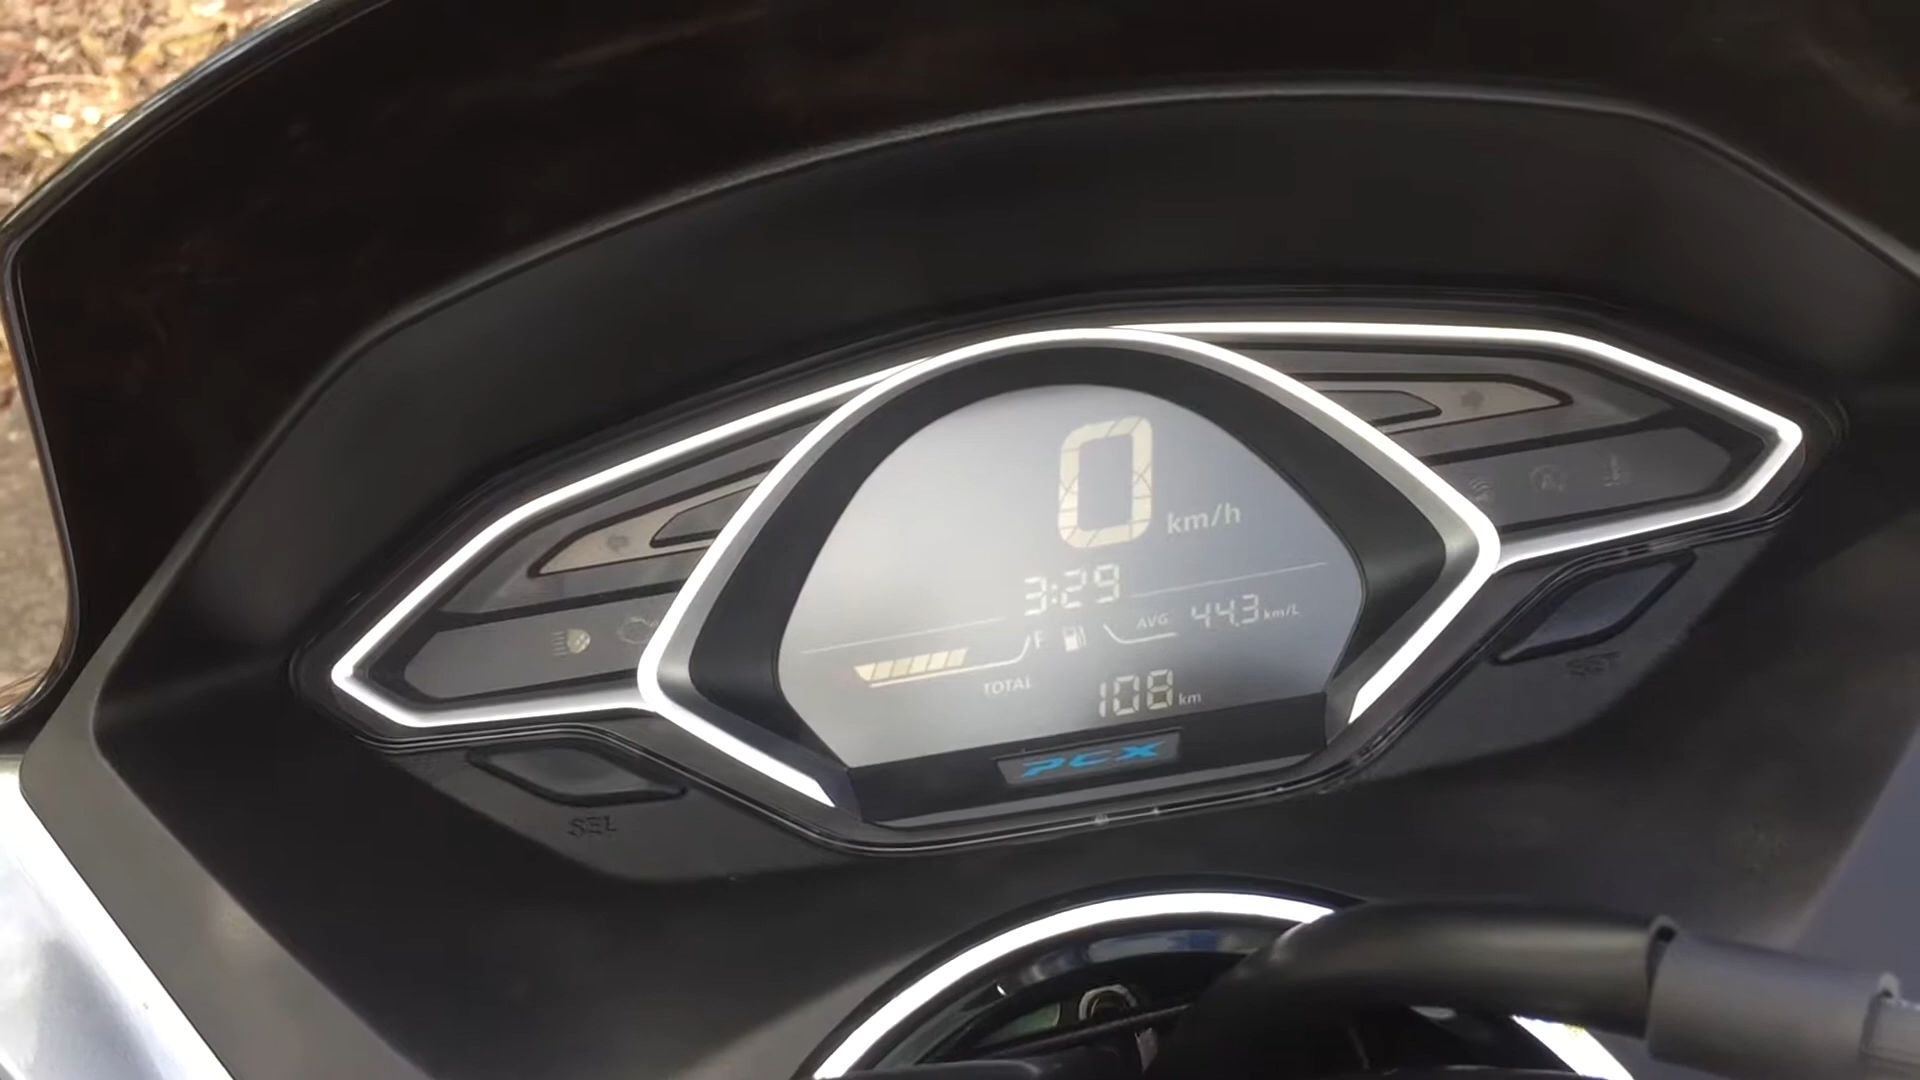 0 km/h
3:29
F
AVG. 44.3 km/L
TOTAL
108 km
PCX
SEL
SET